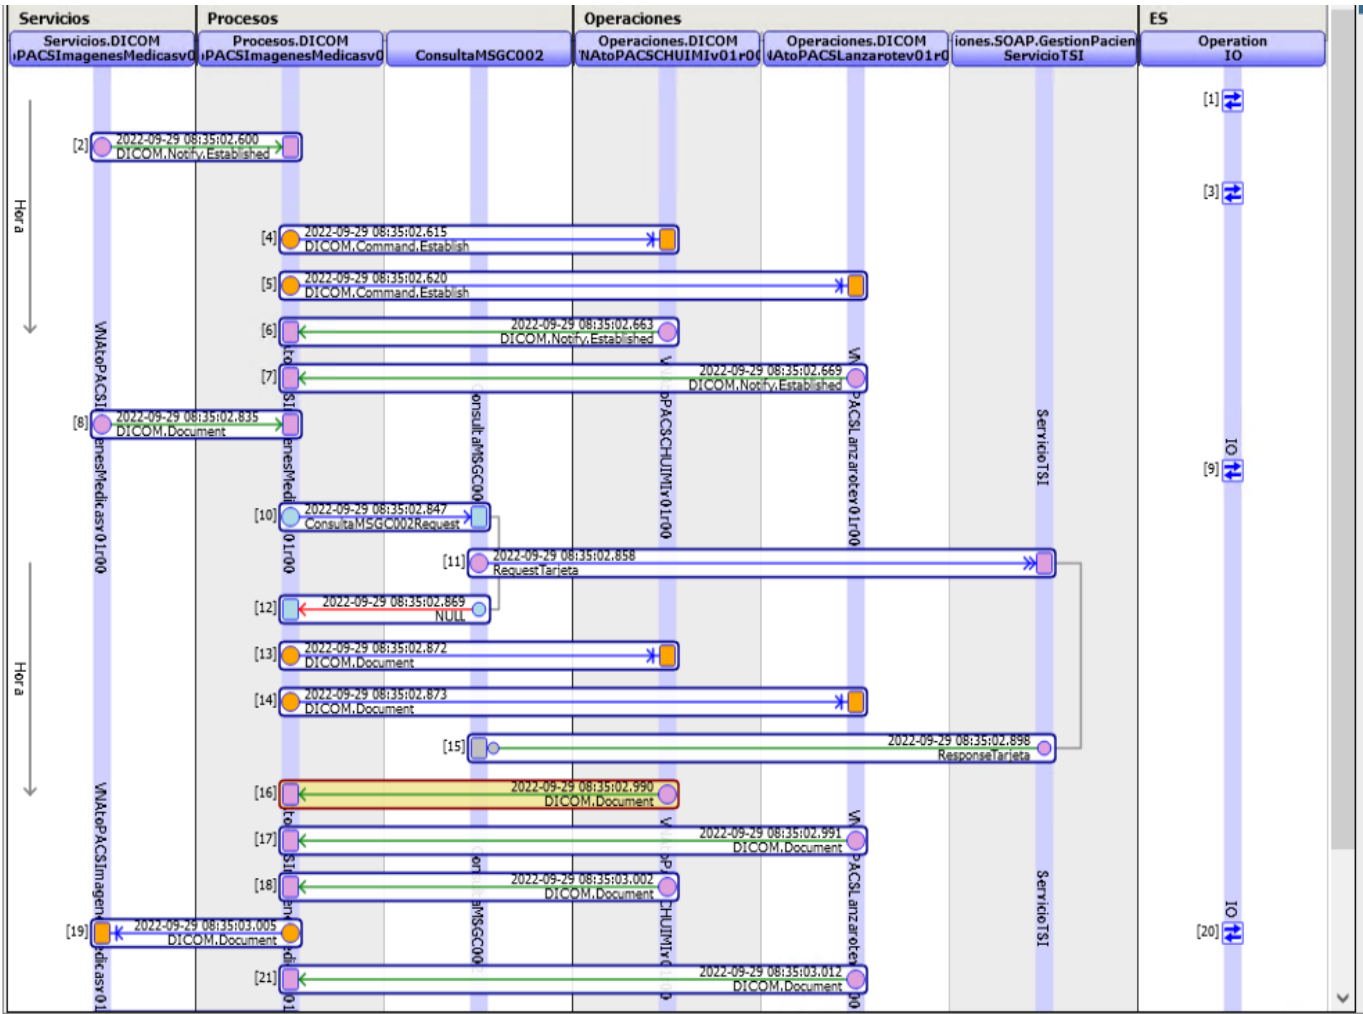 Servicios
Procesos
Operaciones
ES
Servicios.DICOM
PACSImagenesMedicasv0
Procesos.DICOM
PACSImagenesMedicasv0
ConsultaMSGC002
Operaciones.DICOM
VNAtoPACSCHUIMIv01r00
Operaciones.DICOM
AtoPACSLanzarotev01r0
iones.SOAP.GestionPacien
ServicioTSI
Operation
IO
[1]
[2]
2022-09-29 08:35:02.600
DICOM.Notify.Established
[3]
Hora
[4]
2022-09-29 08:35:02.615
DICOM.Command.Establish
[5]
2022-09-29 08:35:02.620
DICOM.Command.Establish
[6]
2022-09-29 08:35:02.663
DICOM.Notify.Established
[7]
2022-09-29 08:35:02.669
DICOM.Notify.Established
[8]
2022-09-29 08:35:02.835
DICOM.Document
ServicioTSI
IO
[9]
[10]
2022-09-29 08:35:02.847
ConsultaMSGC002Request
[11]
2022-09-29 08:35:02.858
RequestTarjeta
[12]
2022-09-29 08:35:02.869
NULL
[13]
2022-09-29 08:35:02.872
DICOM.Document
Hora
[14]
2022-09-29 08:35:02.873
DICOM.Document
[15]
2022-09-29 08:35:02.898
ResponseTarjeta
[16]
2022-09-29 08:35:02.990
DICOM.Document
[17]
2022-09-29 08:35:02.991
DICOM.Document
[18]
2022-09-29 08:35:03.002
DICOM.Document
ServicioTSI
IO
[19]
2022-09-29 08:35:03.005
DICOM.Document
[20]
[21]
2022-09-29 08:35:03.012
DICOM.Document